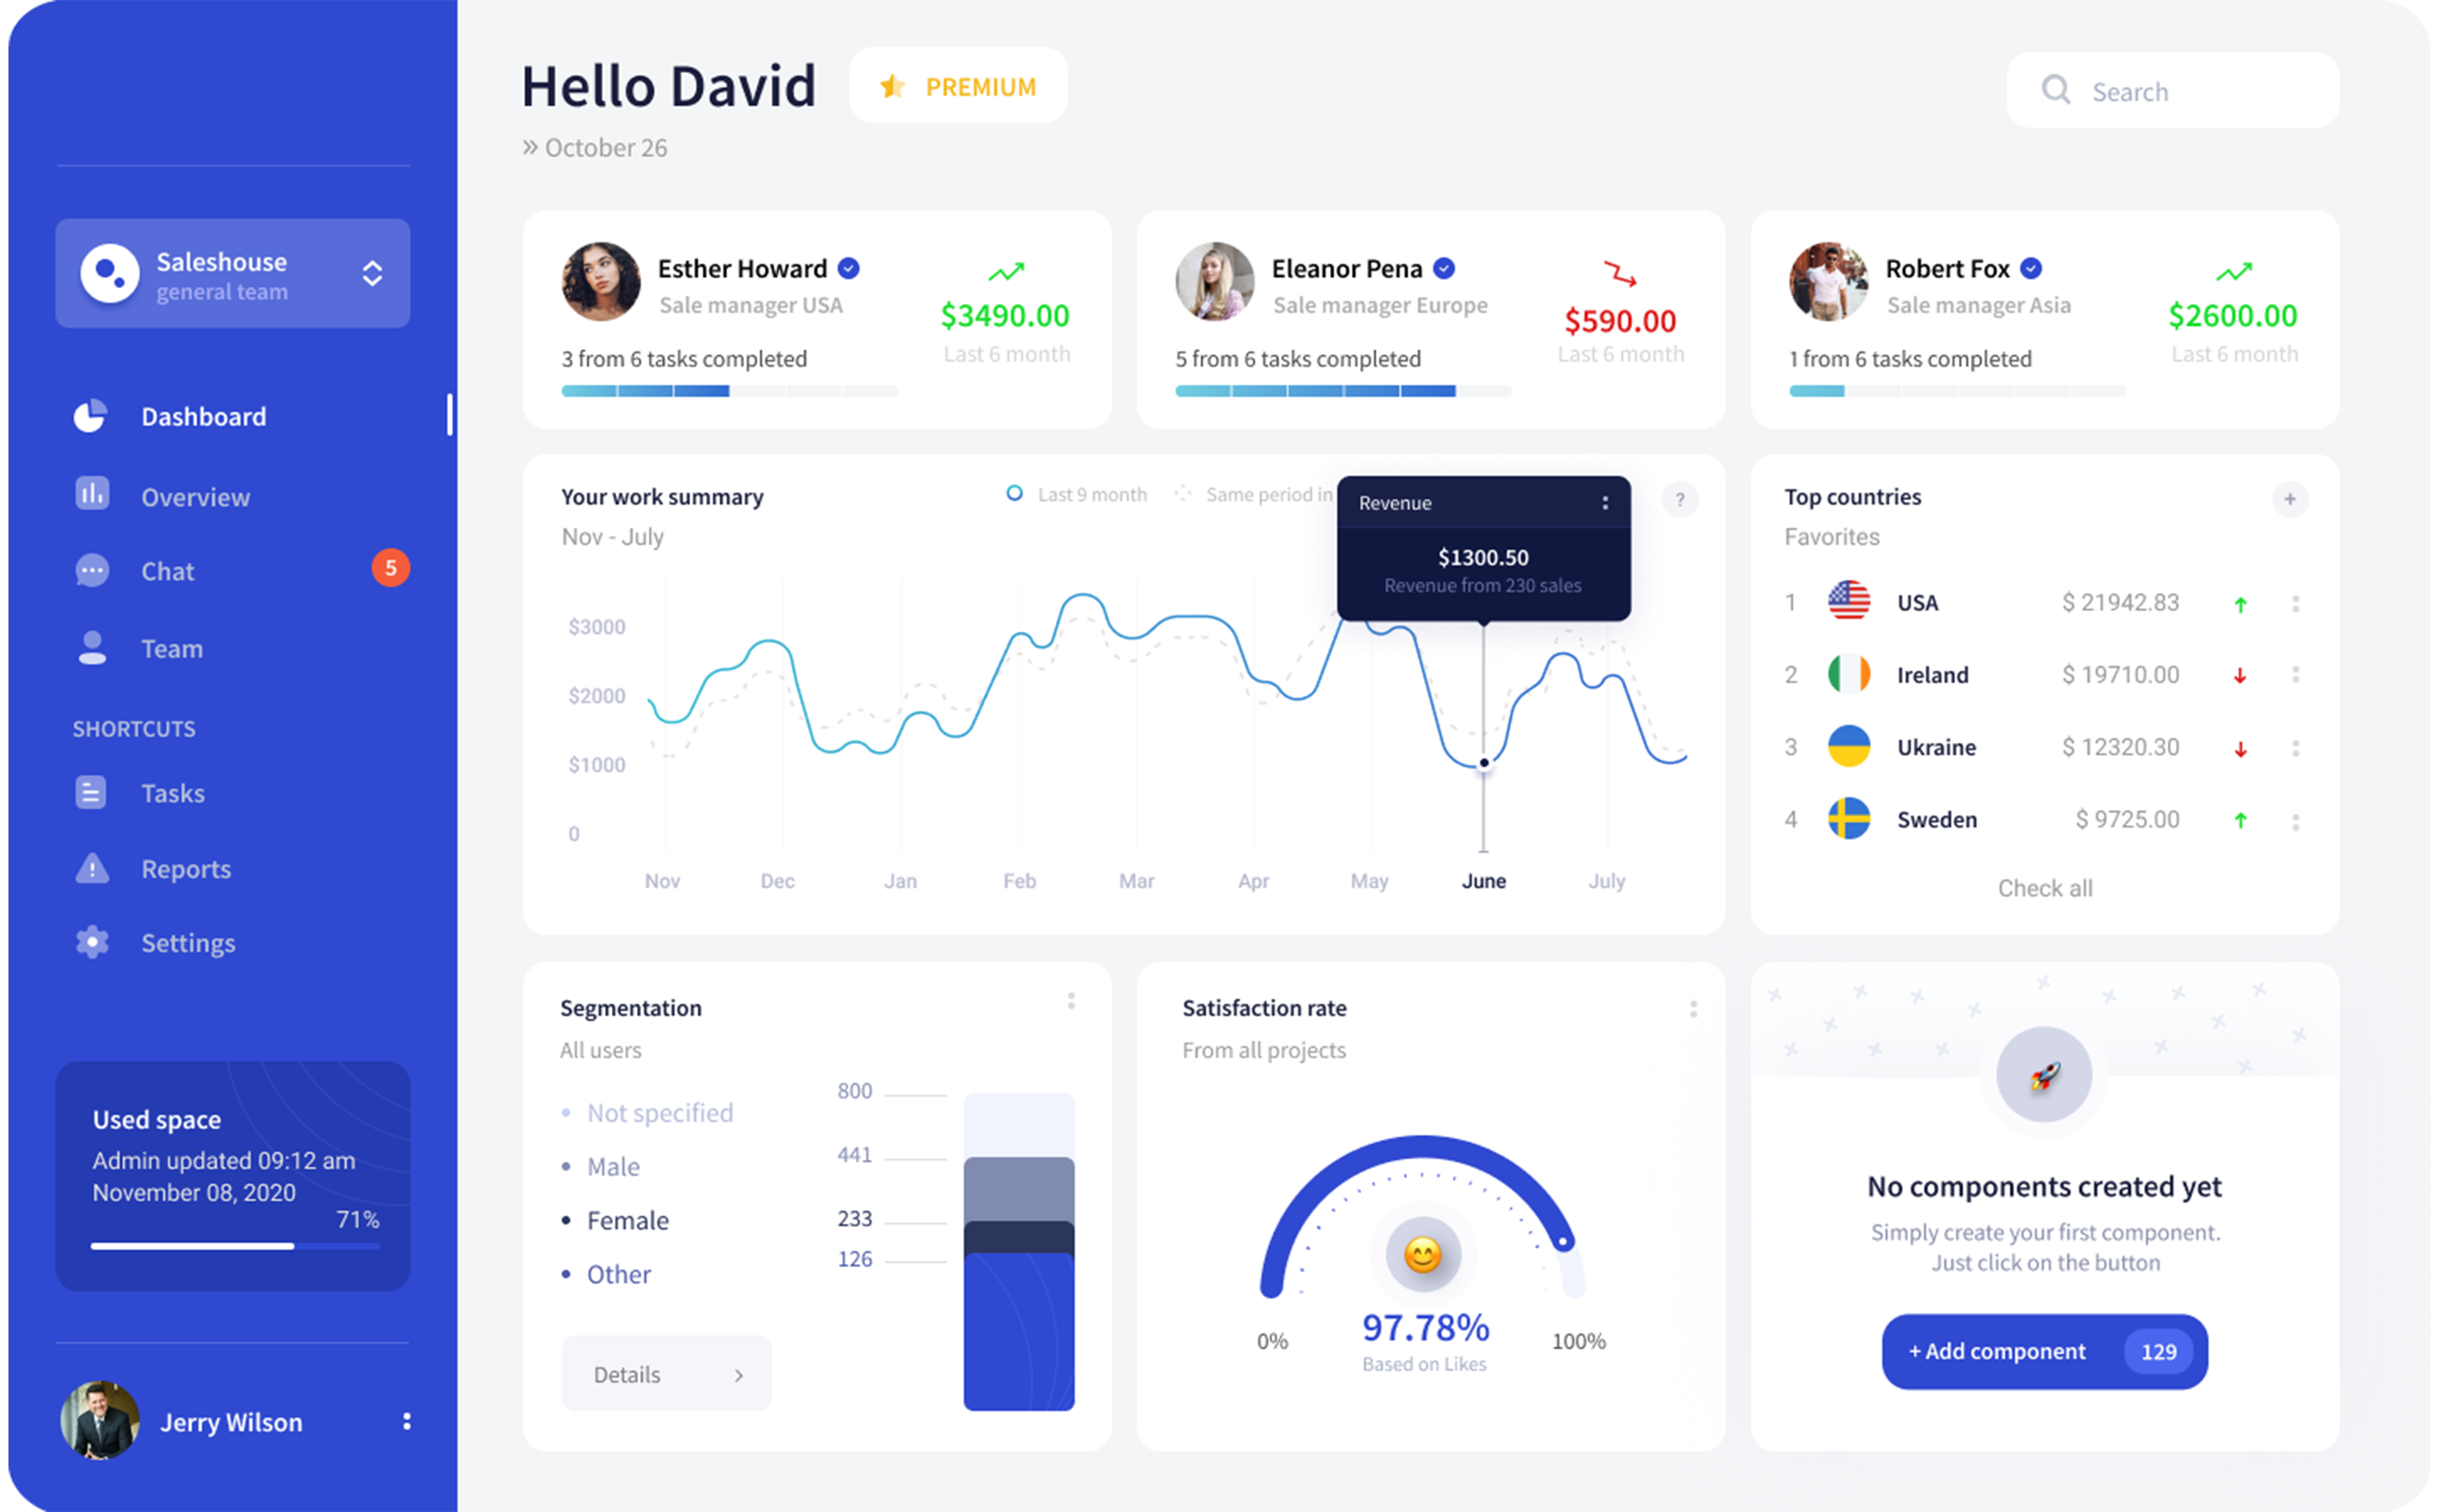 Hello David
PREMIUM
Search
» October 26
Saleshouse
general team
Dashboard
Overview
Chat
5
Team
SHORTCUTS
Tasks
Reports
Settings
Used space
Admin updated 09:12 am
November 08, 2020
71%
Jerry Wilson
Esther Howard
Sale manager USA
$3490.00
Last 6 month
3 from 6 tasks completed
Eleanor Pena
Sale manager Europe
$590.00
Last 6 month
5 from 6 tasks completed
Robert Fox
Sale manager Asia
$2600.00
Last 6 month
1 from 6 tasks completed
Your work summary
Nov - July
Last 9 month
Same period in
?
Revenue
$1300.50
Revenue from 230 sales
$3000
$2000
$1000
0
Nov Dec Jan Feb Mar Apr May June July
Top countries
+
Favorites
1 USA $ 21942.83
2 Ireland $ 19710.00
3 Ukraine $ 12320.30
4 Sweden $ 9725.00
Check all
Segmentation
All users
Not specified
Male
Female
Other
800
441
233
126
Details
Satisfaction rate
From all projects
97.78%
0%
100%
Based on Likes
No components created yet
Simply create your first component.
Just click on the button
+ Add component 129